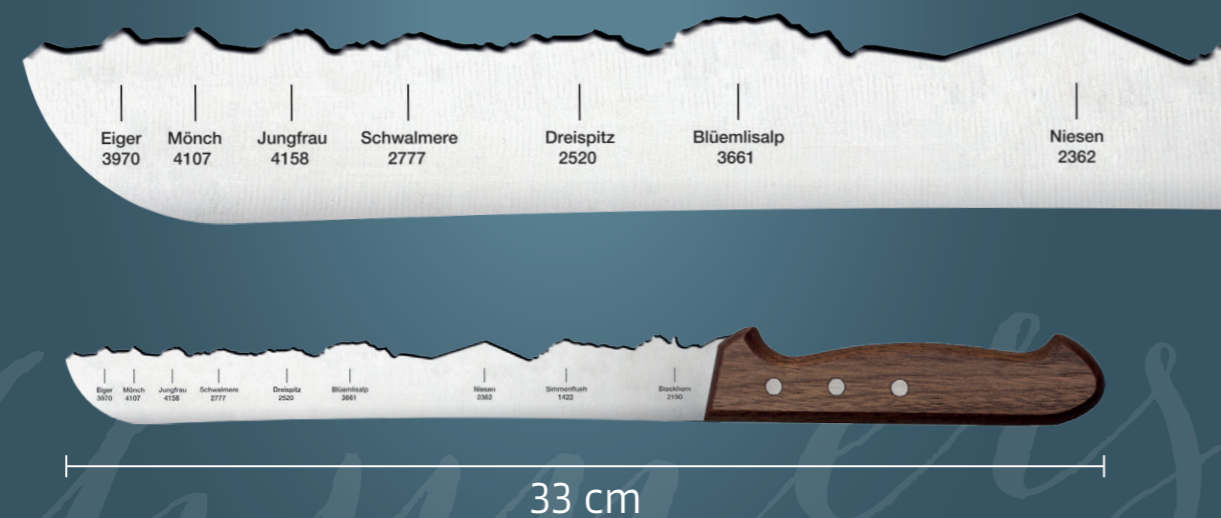 Eiger Mönch Jungfrau Schwalmere Dreispitz Blüemlisalp Niesen
3970 4107 4158 2777 2520 3661 2362
Eiger Mönch Jungfrau Schwalmere Dreispitz Blüemlisalp Niesen Simmenflueh Stockhorn
3970 4107 4158 2777 2520 3661 2362 1422 2190
33 cm